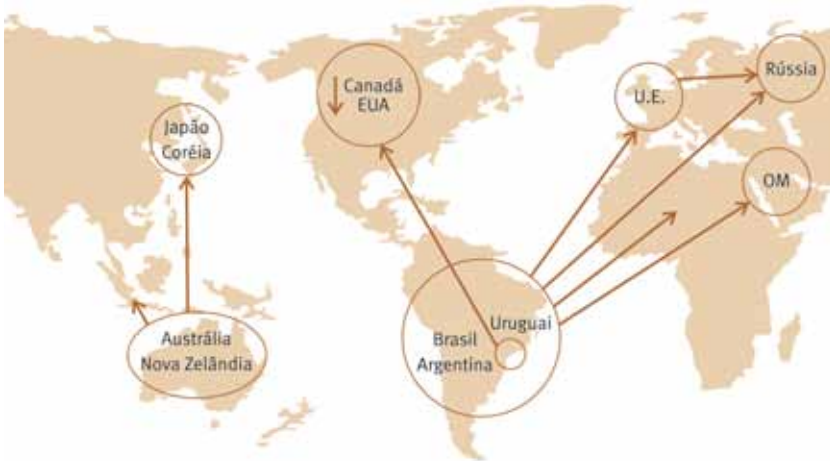 Canadá
EUA
U.E.
Rússia
Japão
Coréia
OM
Uruguai
Brasil
Argentina
Austrália
Nova Zelândia